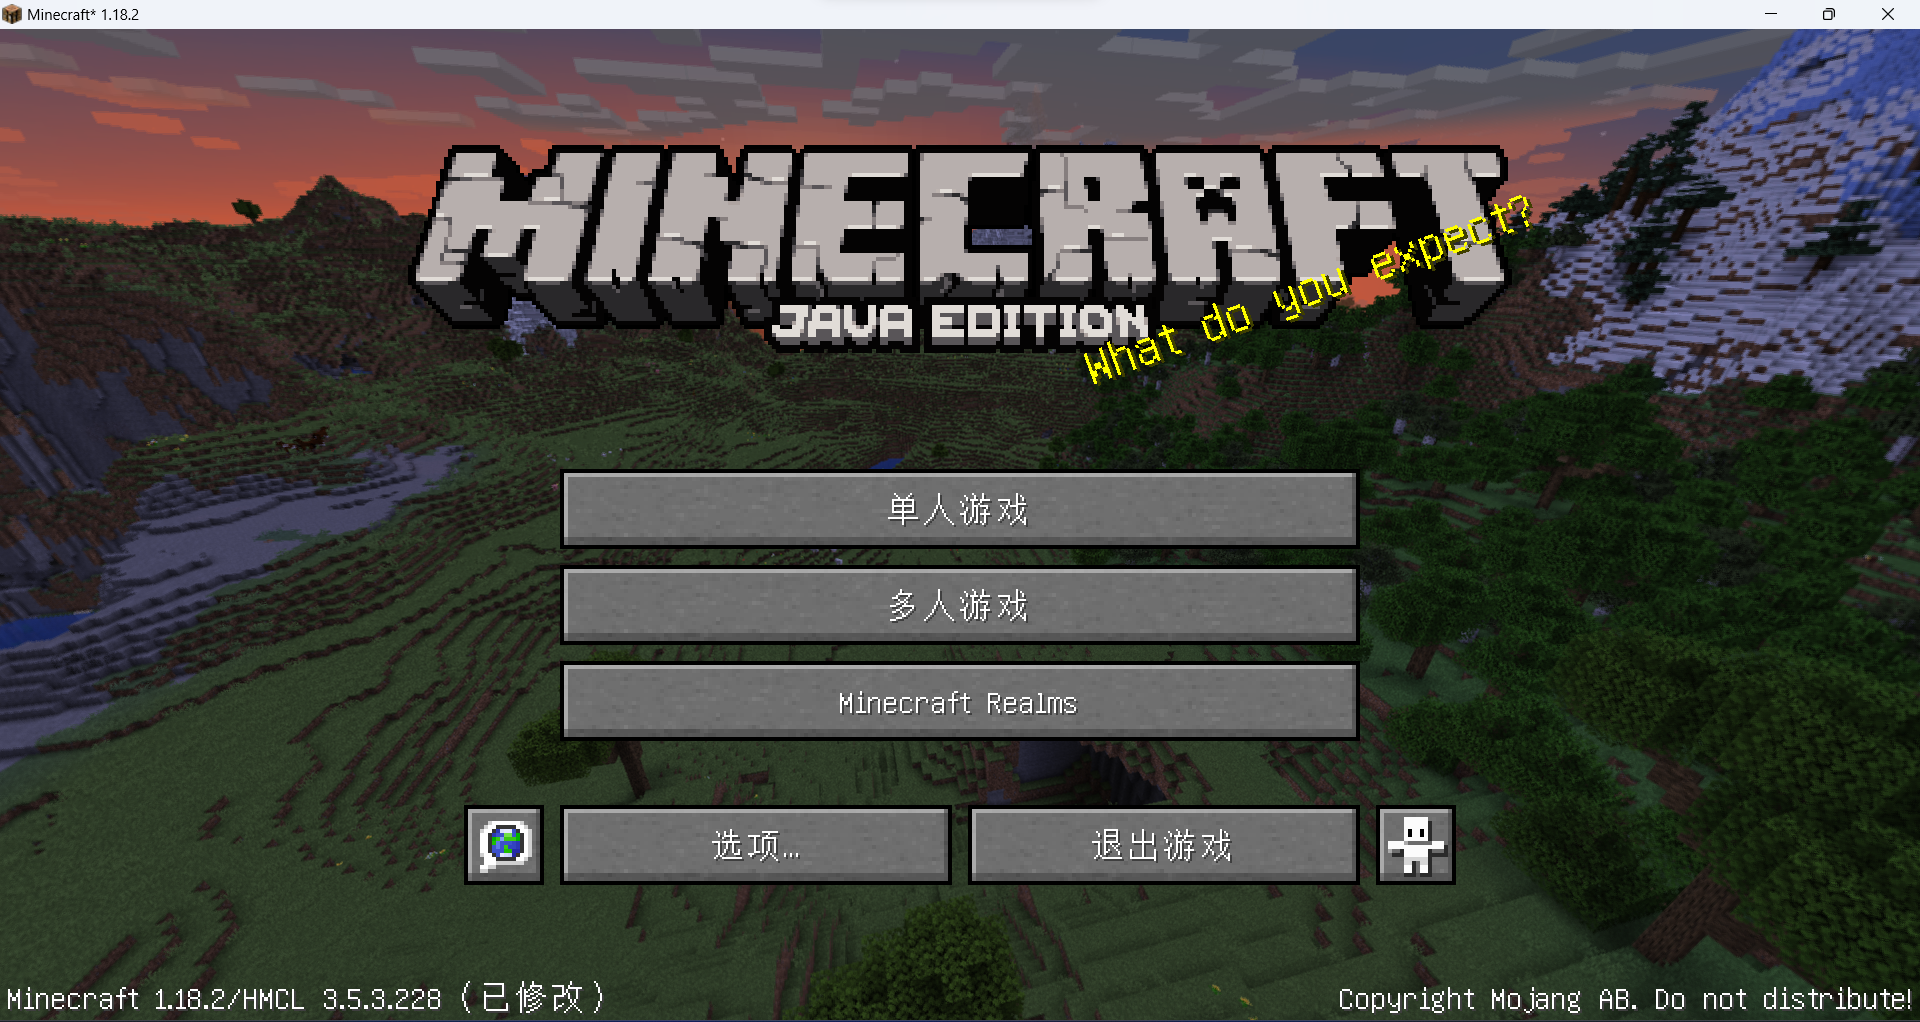 Minecraft* 1.18.2
MINECRAFT
JAVA EDITION
What do you expect?
单人游戏
多人游戏
Minecraft Realms
选项...
退出游戏
Minecraft 1.18.2/HMCL 3.5.3.228 (已修改)
Copyright Mojang AB. Do not distribute!